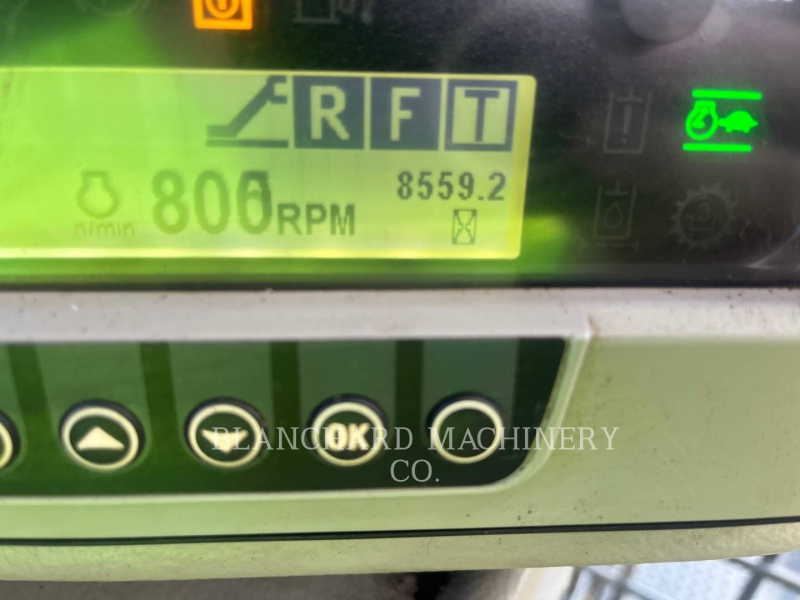 R F T
8559.2
800 RPM
n/min
OK
BLANCHARD MACHINERY
CO.